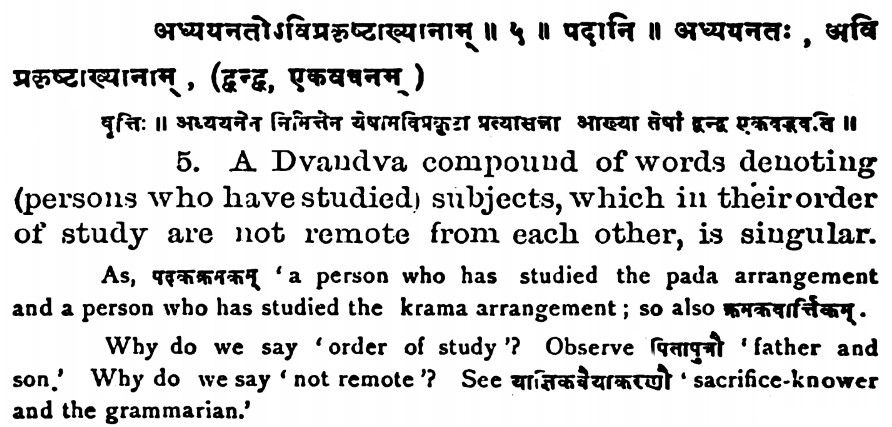 अध्ययनतोऽविप्रकृष्टाख्यानाम् ॥ ५ ॥ पदानि ॥ अध्ययनतः, अवि
प्रकृष्टाख्यानाम्, (द्वन्द्व, एकवचनम्)
वृत्तिः ॥ अध्ययनेन निमित्तेन येषामविप्रकृष्टा प्रत्यासन्ना आख्या तेषां द्वन्द्व एकवद्भवति ॥
5. A Dvandva compound of words denoting
(persons who have studied) subjects, which in their order
of study are not remote from each other, is singular.
As, पदकक्रमकम् ' a person who has studied the pada arrangement
and a person who has studied the krama arrangement ; so also क्रमकवार्त्तिकम्.
Why do we say ' order of study '? Observe पितापुत्रौ ' father and
son.' Why do we say ' not remote '? See याज्ञिकवैयाकरणौ ' sacrifice-knower
and the grammarian.'